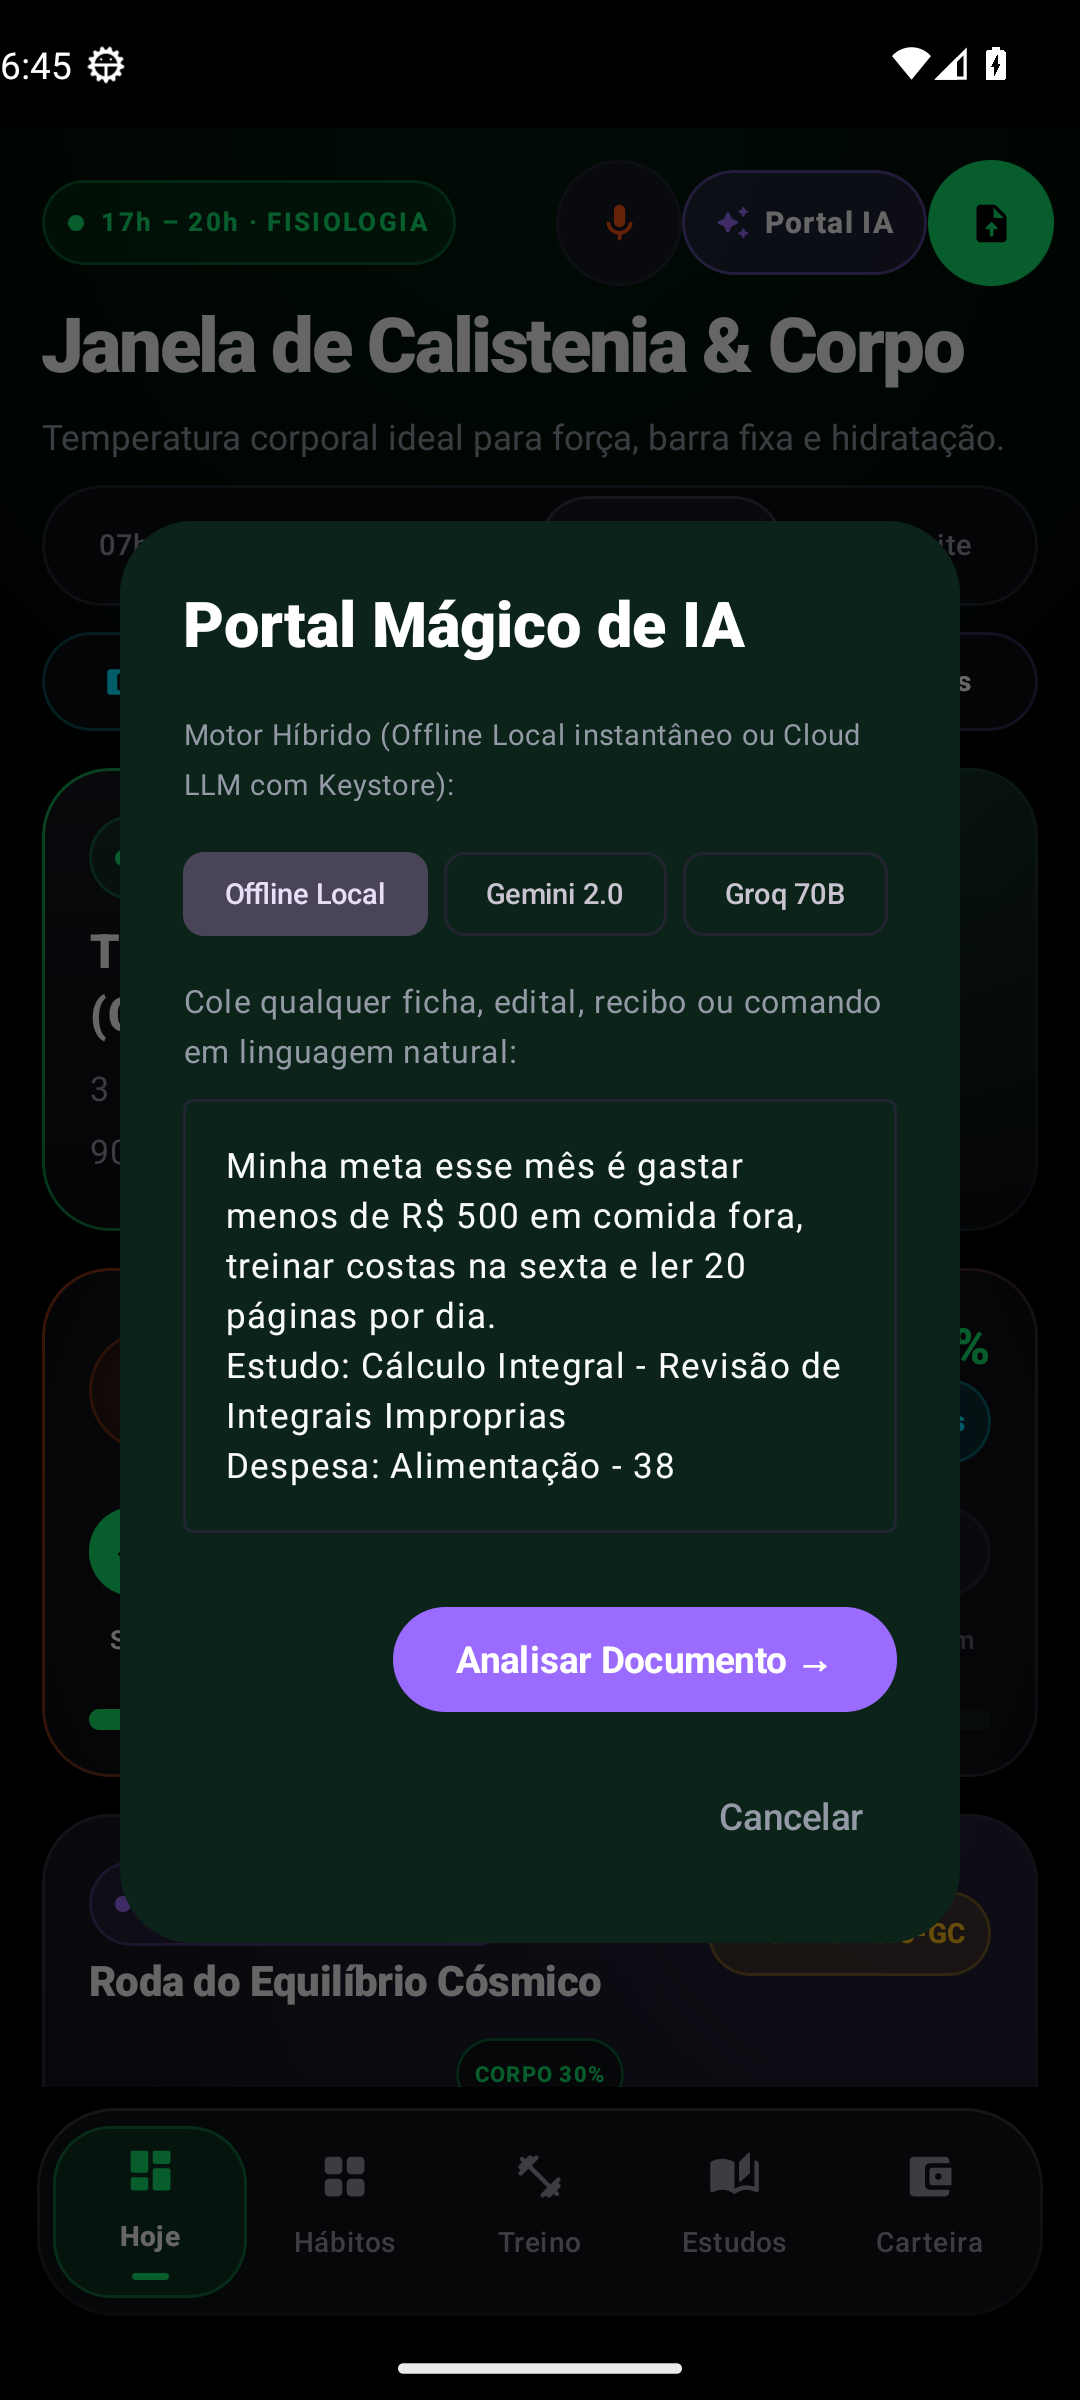 6:45
17h – 20h · FISIOLOGIA
Portal IA
Janela de Calistenia & Corpo
Temperatura corporal ideal para força, barra fixa e hidratação.
Portal Mágico de IA
Motor Híbrido (Offline Local instantâneo ou Cloud
LLM com Keystore):
Offline Local
Gemini 2.0
Groq 70B
Cole qualquer ficha, edital, recibo ou comando
em linguagem natural:
Minha meta esse mês é gastar
menos de R$ 500 em comida fora,
treinar costas na sexta e ler 20
páginas por dia.
Estudo: Cálculo Integral - Revisão de
Integrais Improprias
Despesa: Alimentação - 38
Analisar Documento →
Cancelar
3
%
Roda do Equilíbrio Cósmico
CORPO 30%
Hoje
Hábitos
Treino
Estudos
Carteira